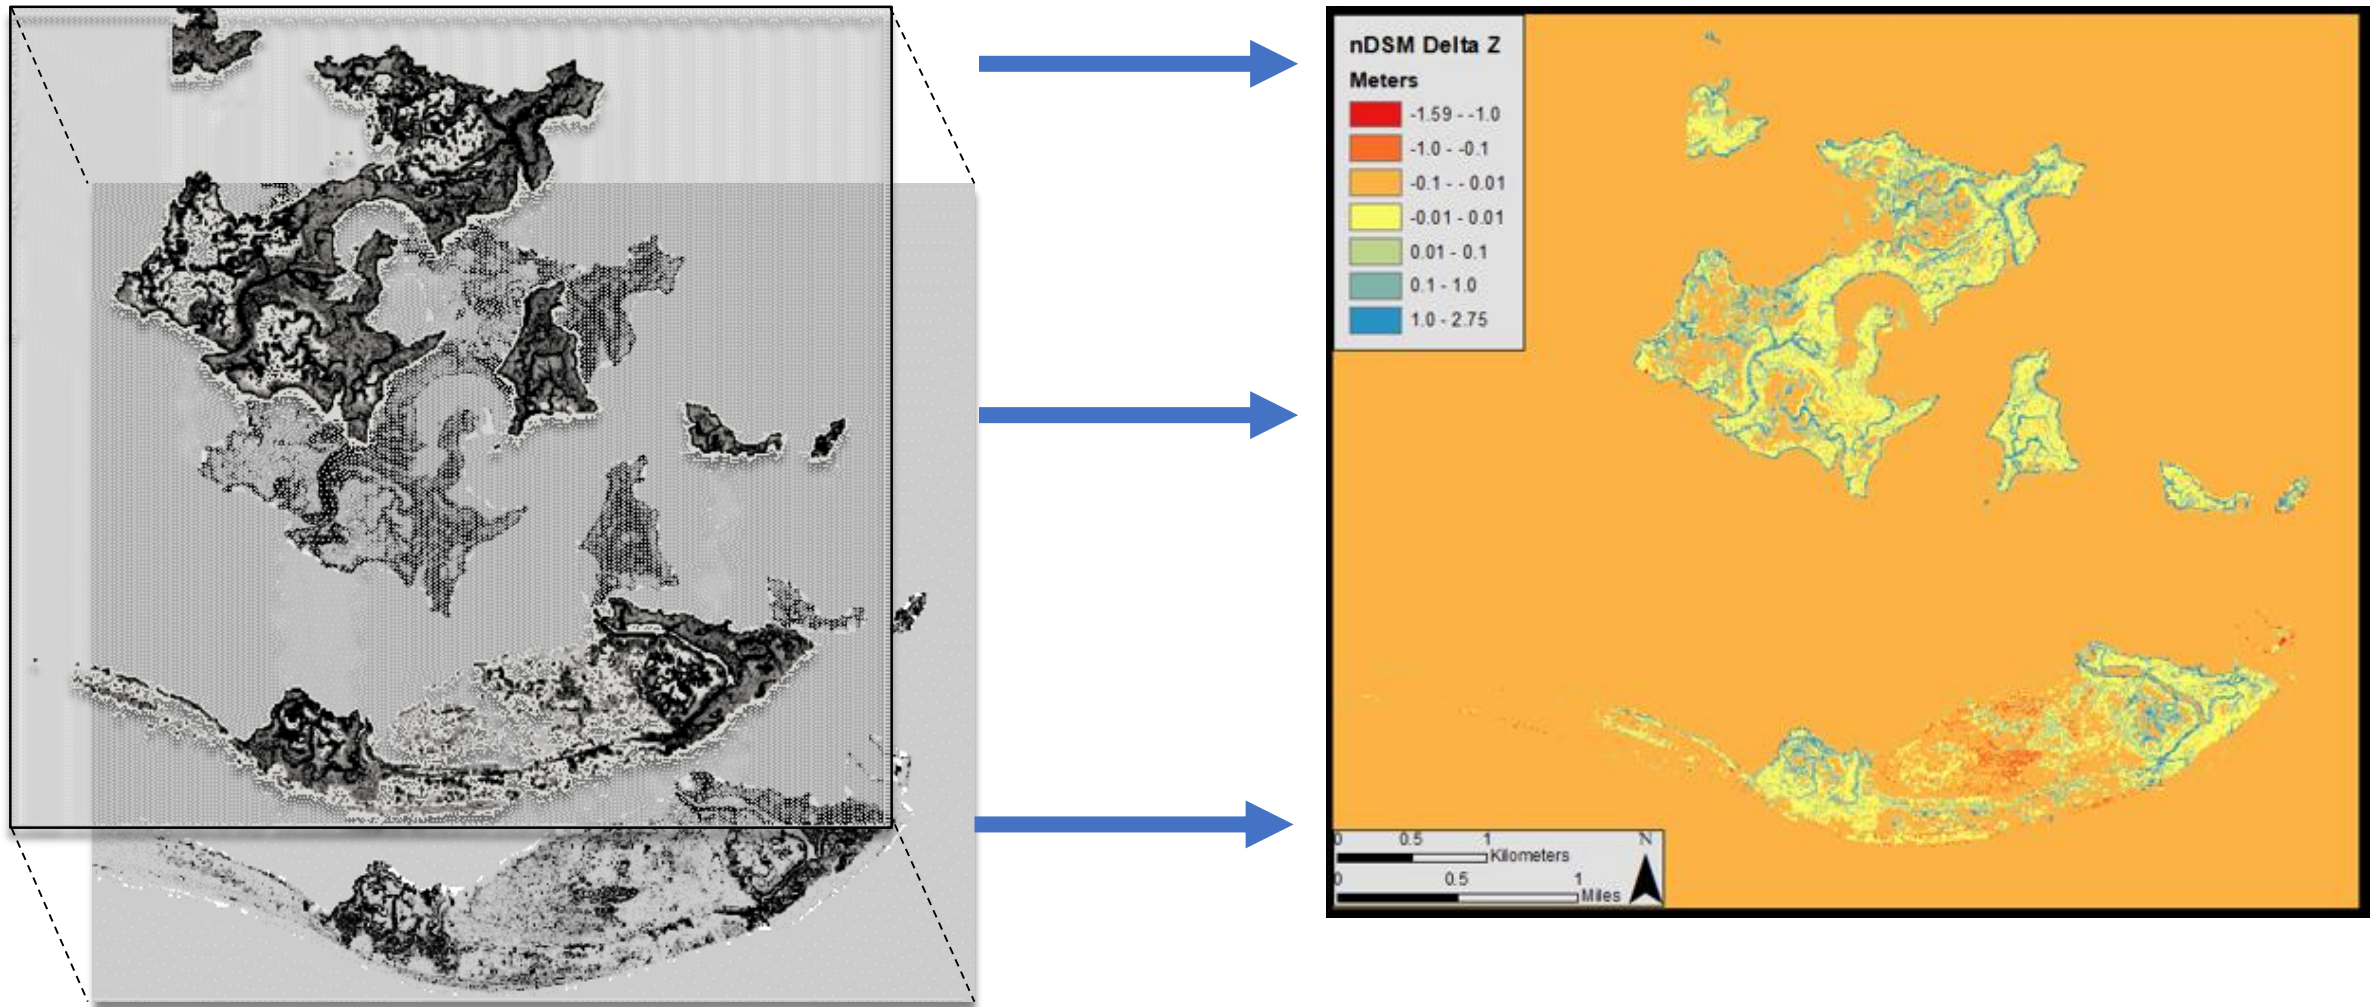 nDSM Delta Z
Meters
-1.59 - -1.0
-1.0 - -0.1
-0.1 - - 0.01
-0.01 - 0.01
0.01 - 0.1
0.1 - 1.0
1.0 - 2.75
0 0.5 1 N
Kilometers
0 0.5 1
Miles